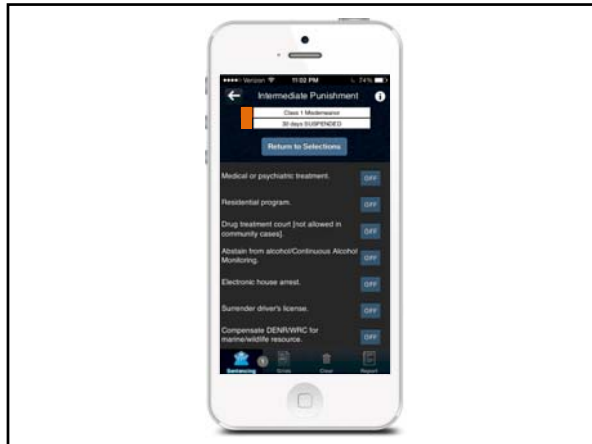 Verizon 11:02 PM 74%
Intermediate Punishment
Class 1 Misdemeanor
30 days SUSPENDED
Return to Selections
Medical or psychiatric treatment. OFF
Residential program. OFF
Drug treatment court [not allowed in OFF
community cases].
Abstain from alcohol/Continuous Alcohol OFF
Monitoring.
Electronic house arrest. OFF
Surrender driver's license. OFF
Compensate DENR/WRC for OFF
marine/wildlife resource.
Sentencing Grids Clear Report